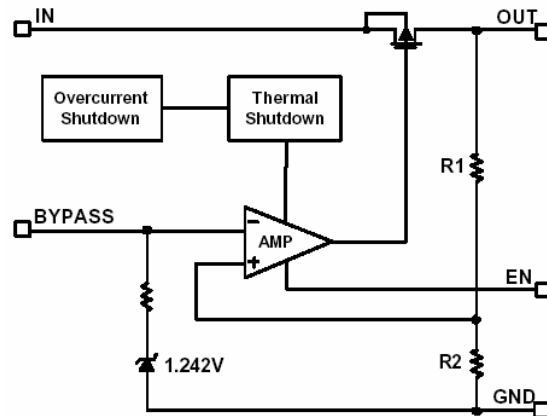 IN
OUT
Overcurrent
Shutdown
Thermal
Shutdown
R1
BYPASS
−
AMP
+
EN
1.242V
R2
GND